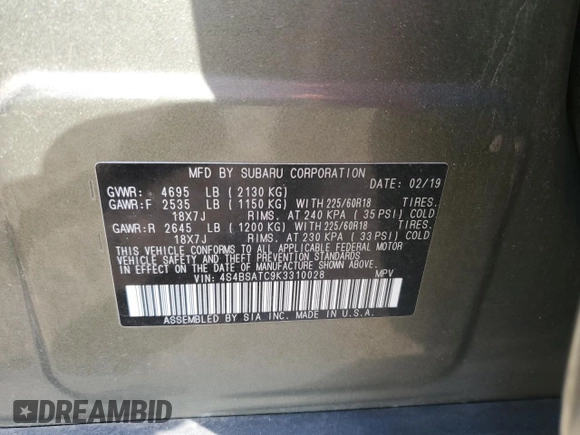 MFD BY SUBARU CORPORATION
GVWR: 4695 LB ( 2130 KG) DATE: 02/19
GAWR:F 2535 LB ( 1150 KG) WITH 225/60R18 TIRES.
18X7J RIMS. AT 240 KPA ( 35 PSI) COLD
GAWR:R 2645 LB ( 1200 KG) WITH 225/60R18 TIRES.
18X7J RIMS. AT 230 KPA ( 33 PSI) COLD
THIS VEHICLE CONFORMS TO ALL APPLICABLE FEDERAL MOTOR
VEHICLE SAFETY AND THEFT PREVENTION STANDARDS
IN EFFECT ON THE DATE OF MANUFACTURE SHOWN ABOVE.
VIN: 4S4BSATC9K3310028 MPV
ASSEMBLED BY SIA INC. MADE IN U.S.A.
DREAMBID